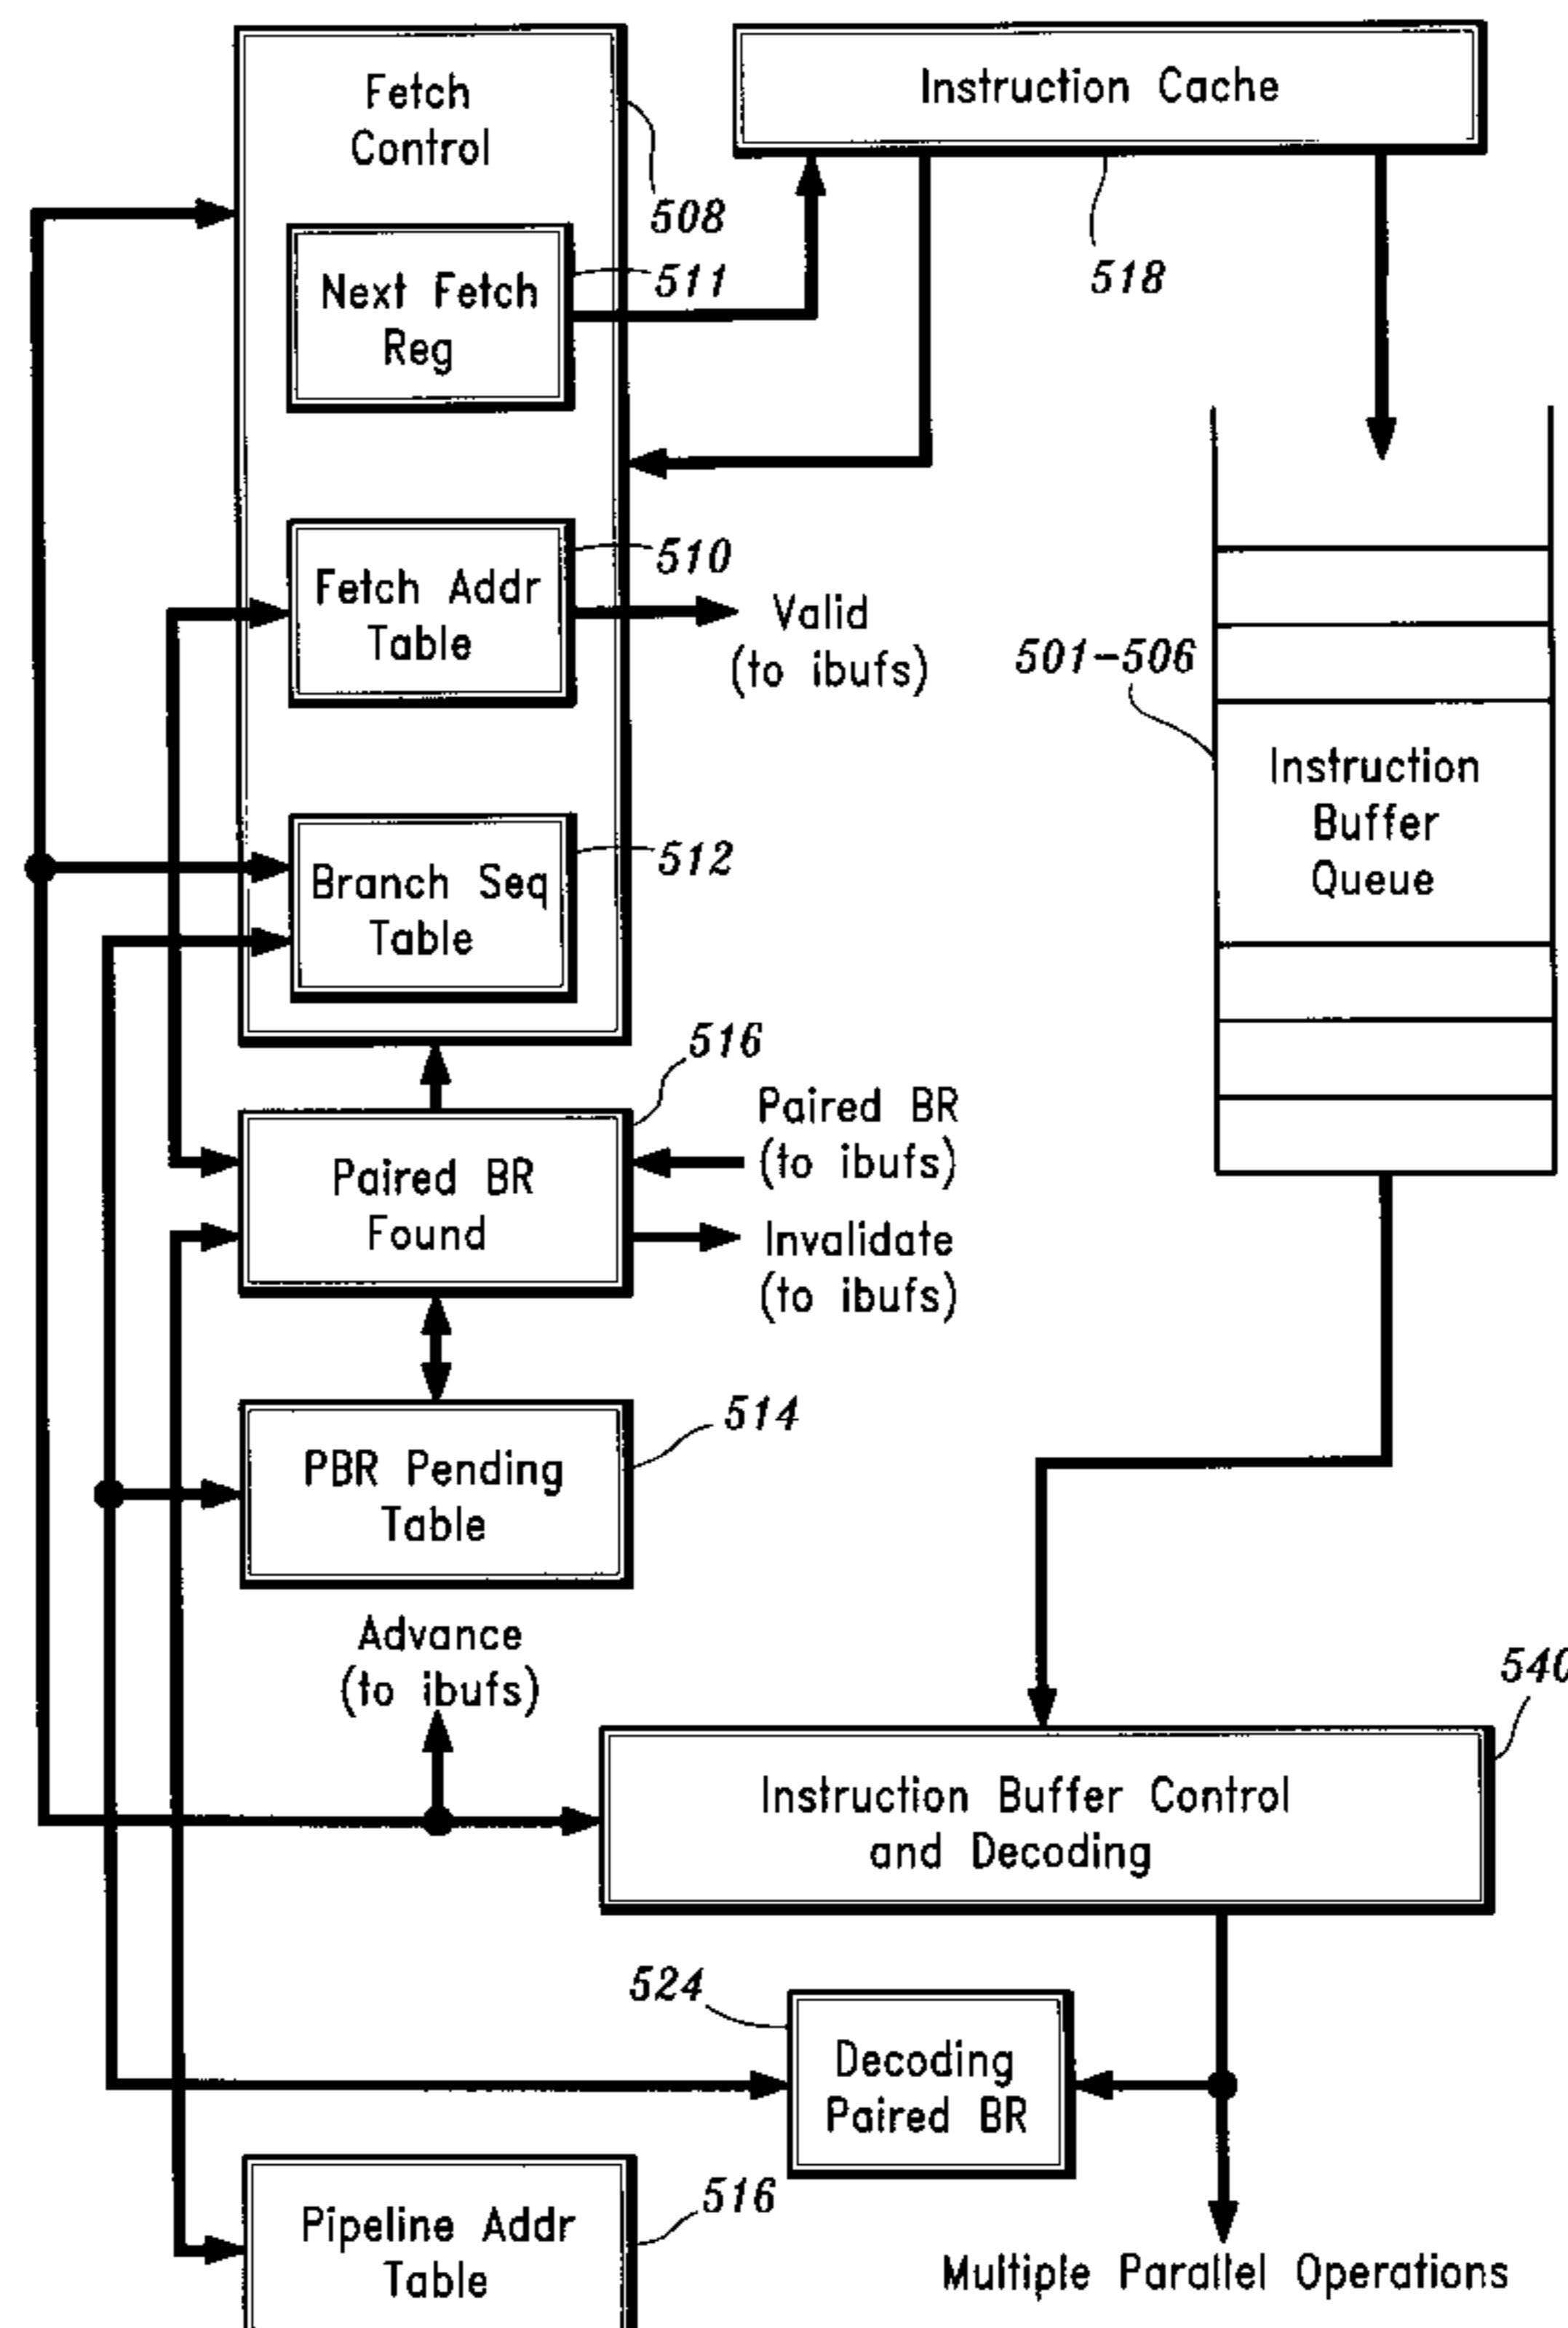 Fetch
Control
Instruction Cache
508
518
Next Fetch
Reg
511
Fetch Addr
Table
510
Valid
(to ibufs)
501-506
Instruction
Buffer
Queue
Branch Seq
Table
512
516
Paired BR
Found
Paired BR
(to ibufs)
Invalidate
(to ibufs)
PBR Pending
Table
514
Advance
(to ibufs)
540
Instruction Buffer Control
and Decoding
524
Decoding
Paired BR
Pipeline Addr
Table
516
Multiple Parallel Operations